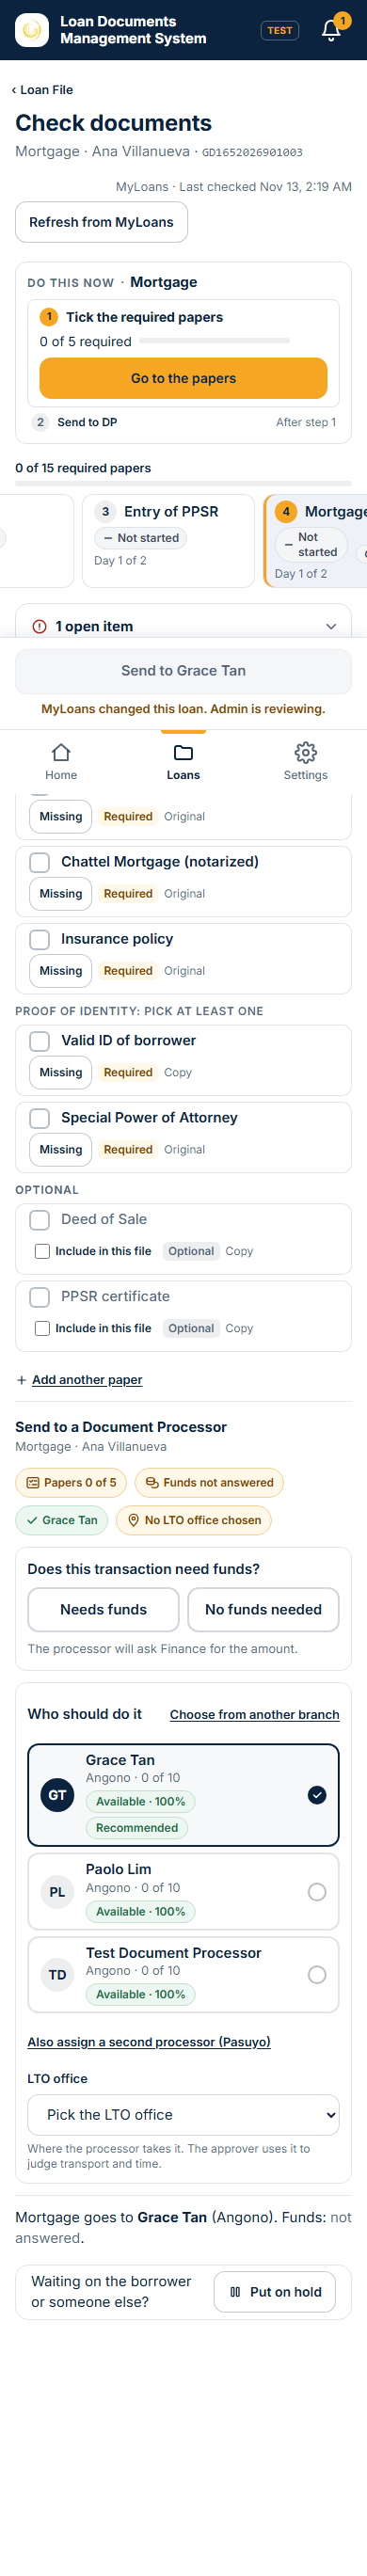 Loan Documents
Management System
TEST
1
‹ Loan File
Check documents
Mortgage · Ana Villanueva · GD1652026901003
MyLoans · Last checked Nov 13, 2:19 AM
Refresh from MyLoans
DO THIS NOW · Mortgage
1 Tick the required papers
0 of 5 required
Go to the papers
2 Send to DP After step 1
0 of 15 required papers
3 Entry of PPSR
Not started
Day 1 of 2
4 Mortgage
Not started
Day 1 of 2
1 open item
Send to Grace Tan
MyLoans changed this loan. Admin is reviewing.
Home
Loans
Settings
Missing Required Original
Chattel Mortgage (notarized)
Missing Required Original
Insurance policy
Missing Required Original
PROOF OF IDENTITY: PICK AT LEAST ONE
Valid ID of borrower
Missing Required Copy
Special Power of Attorney
Missing Required Original
OPTIONAL
Deed of Sale
Include in this file Optional Copy
PPSR certificate
Include in this file Optional Copy
+ Add another paper
Send to a Document Processor
Mortgage · Ana Villanueva
Papers 0 of 5
Funds not answered
Grace Tan
No LTO office chosen
Does this transaction need funds?
Needs funds
No funds needed
The processor will ask Finance for the amount.
Who should do it
Choose from another branch
GT
Grace Tan
Angono · 0 of 10
Available · 100%
Recommended
PL
Paolo Lim
Angono · 0 of 10
Available · 100%
TD
Test Document Processor
Angono · 0 of 10
Available · 100%
Also assign a second processor (Pasuyo)
LTO office
Pick the LTO office
Where the processor takes it. The approver uses it to
judge transport and time.
Mortgage goes to Grace Tan (Angono). Funds: not
answered.
Waiting on the borrower
or someone else?
Put on hold